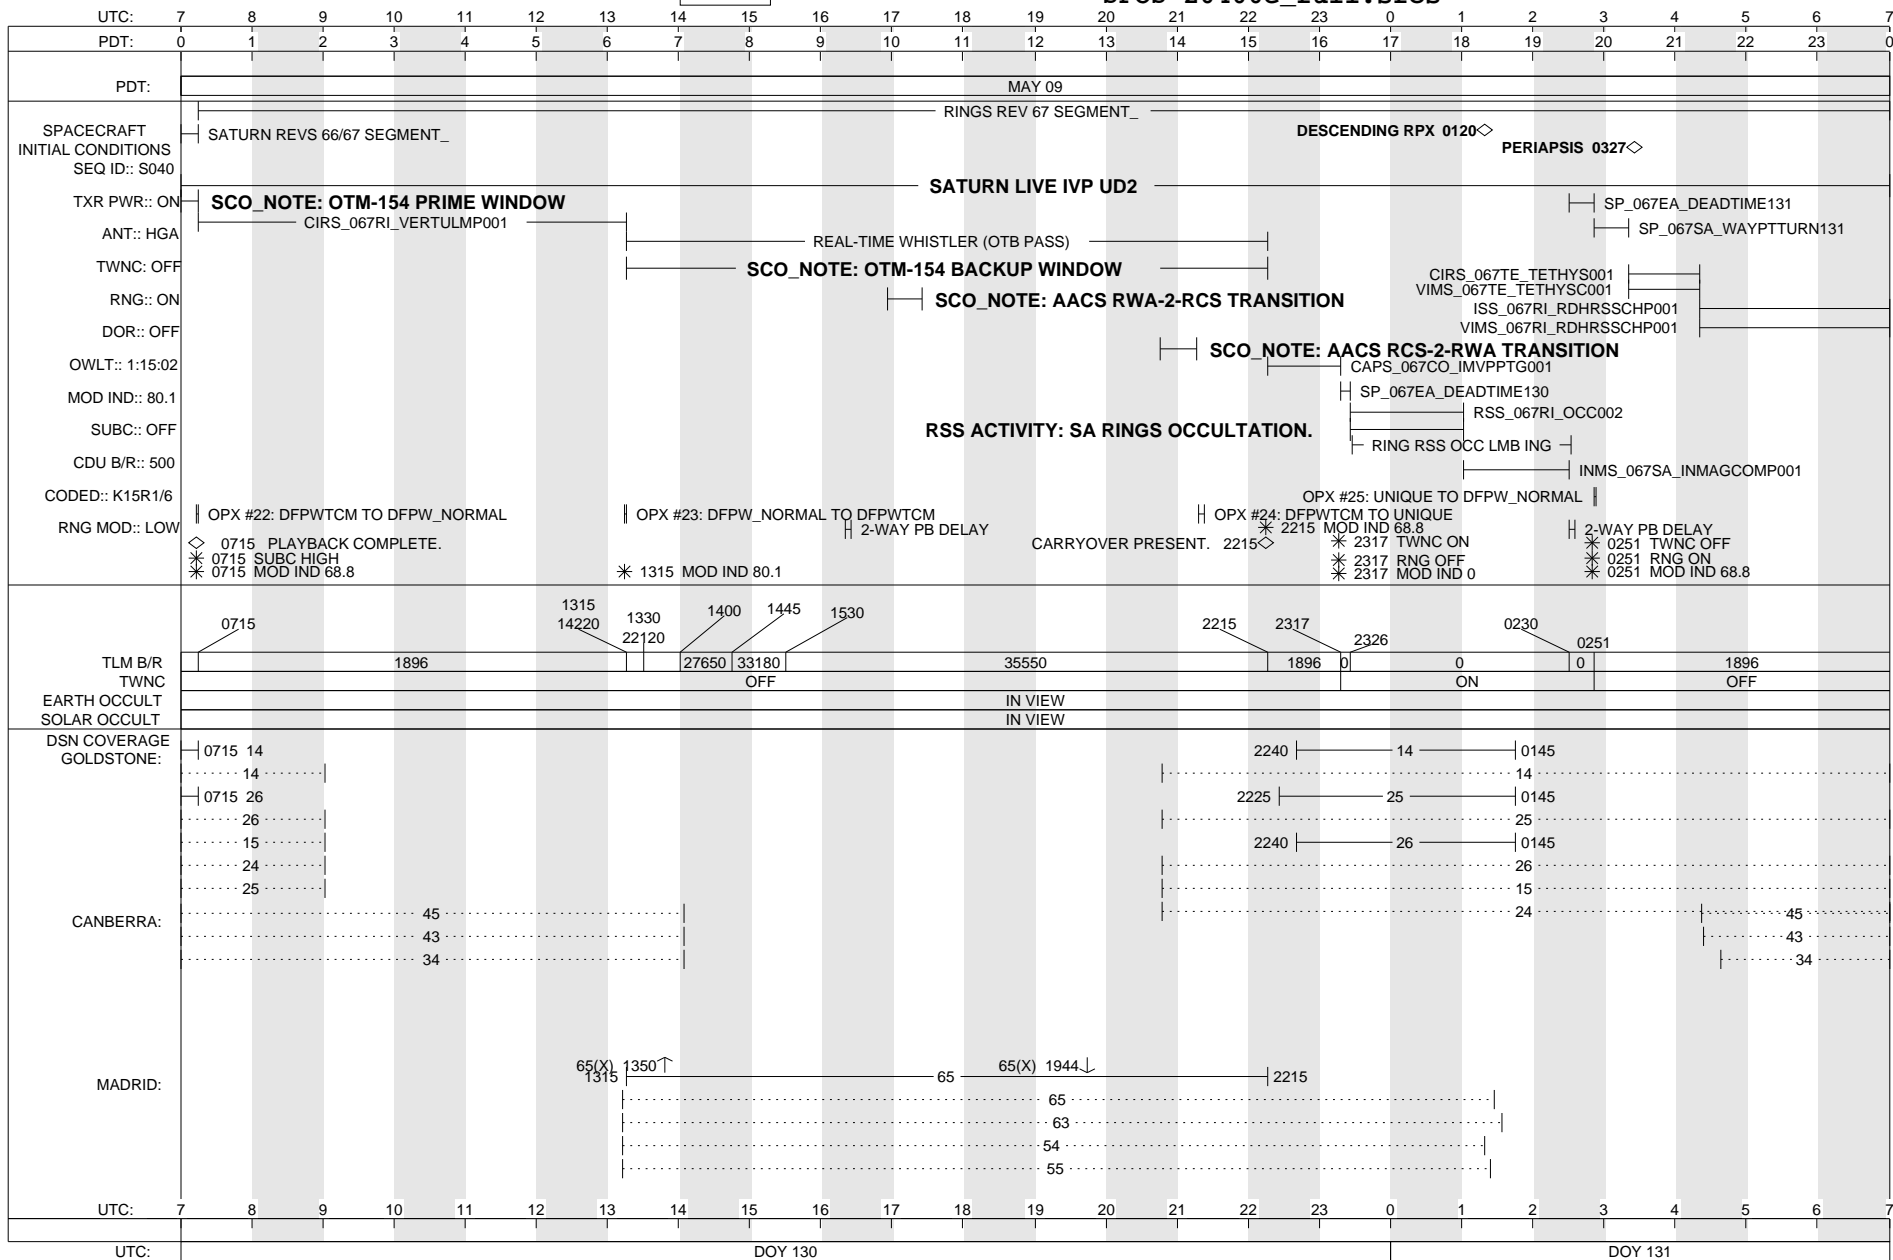 UTC: 7 8 9 10 11 12 13 14 15 16 17 18 19 20 21 22 23 0 1 2 3 4 5 6 7
PDT: 0 1 2 3 4 5 6 7 8 9 10 11 12 13 14 15 16 17 18 19 20 21 22 23 0
PDT: MAY 09
RINGS REV 67 SEGMENT_
SPACECRAFT SATURN REVS 66/67 SEGMENT_ DESCENDING RPX 0120
INITIAL CONDITIONS PERIAPSIS 0327
SEQ ID:: S040
SATURN LIVE IVP UD2
TXR PWR:: ON SCO_NOTE: OTM-154 PRIME WINDOW SP_067EA_DEADTIME131
CIRS_067RI_VERTULMP001
ANT:: HGA SP_067SA_WAYPTTURN131
REAL-TIME WHISTLER (OTB PASS)
TWNC: OFF SCO_NOTE: OTM-154 BACKUP WINDOW
CIRS_067TE_TETHYS001
VIMS_067TE_TETHYSC001
RNG:: ON SCO_NOTE: AACS RWA-2-RCS TRANSITION
ISS_067RI_RDHRSSCHP001
DOR:: OFF VIMS_067RI_RDHRSSCHP001
SCO_NOTE: AACS RCS-2-RWA TRANSITION
OWLT:: 1:15:02 CAPS_067CO_IMVPPTG001
MOD IND:: 80.1 SP_067EA_DEADTIME130
RSS_067RI_OCC002
SUBC:: OFF RSS ACTIVITY: SA RINGS OCCULTATION.
RING RSS OCC LMB ING
CDU B/R:: 500 INMS_067SA_INMAGCOMP001
CODED:: K15R1/6 OPX #25: UNIQUE TO DFPW_NORMAL
OPX #22: DFPWTCM TO DFPW_NORMAL OPX #23: DFPW_NORMAL TO DFPWTCM OPX #24: DFPWTCM TO UNIQUE
RNG MOD:: LOW 2-WAY PB DELAY 2215 MOD IND 68.8 2-WAY PB DELAY
0715 PLAYBACK COMPLETE. CARRYOVER PRESENT. 2215 2317 TWNC ON 0251 TWNC OFF
0715 SUBC HIGH 2317 RNG OFF 0251 RNG ON
0715 MOD IND 68.8 1315 MOD IND 80.1 2317 MOD IND 0 0251 MOD IND 68.8
1315 1330 1400 1445 1530
0715 14220 22120 2215 2317 2326 0230 0251
TLM B/R 1896 27650 33180 35550 1896 0 0 0 1896
TWNC OFF ON OFF
EARTH OCCULT IN VIEW
SOLAR OCCULT IN VIEW
DSN COVERAGE
GOLDSTONE: 0715 14 2240 14 0145
14 14
0715 26 2225 25 0145
26 25
15 2240 26 0145
24 26
25 15
CANBERRA: 45 24 45
43 43
34 34
65(X) 1350 65(X) 1944
MADRID: 1315 65 2215
65
63
54
55
UTC: 7 8 9 10 11 12 13 14 15 16 17 18 19 20 21 22 23 0 1 2 3 4 5 6 7
UTC: DOY 130 DOY 131